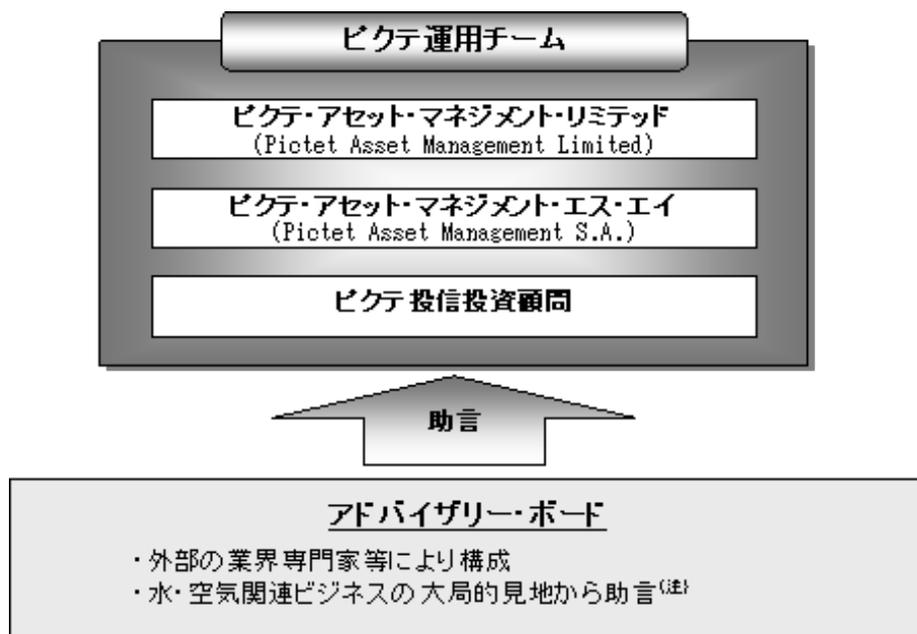 ピクテ運用チーム
ピクテ・アセット・マネジメント・リミテッド
(Pictet Asset Management Limited)
ピクテ・アセット・マネジメント・エス・エイ
(Pictet Asset Management S.A.)
ピクテ投信投資顧問
助言
アドバイザリー・ボード
・外部の業界専門家等により構成
・水・空気関連ビジネスの大局的見地から助言(注)